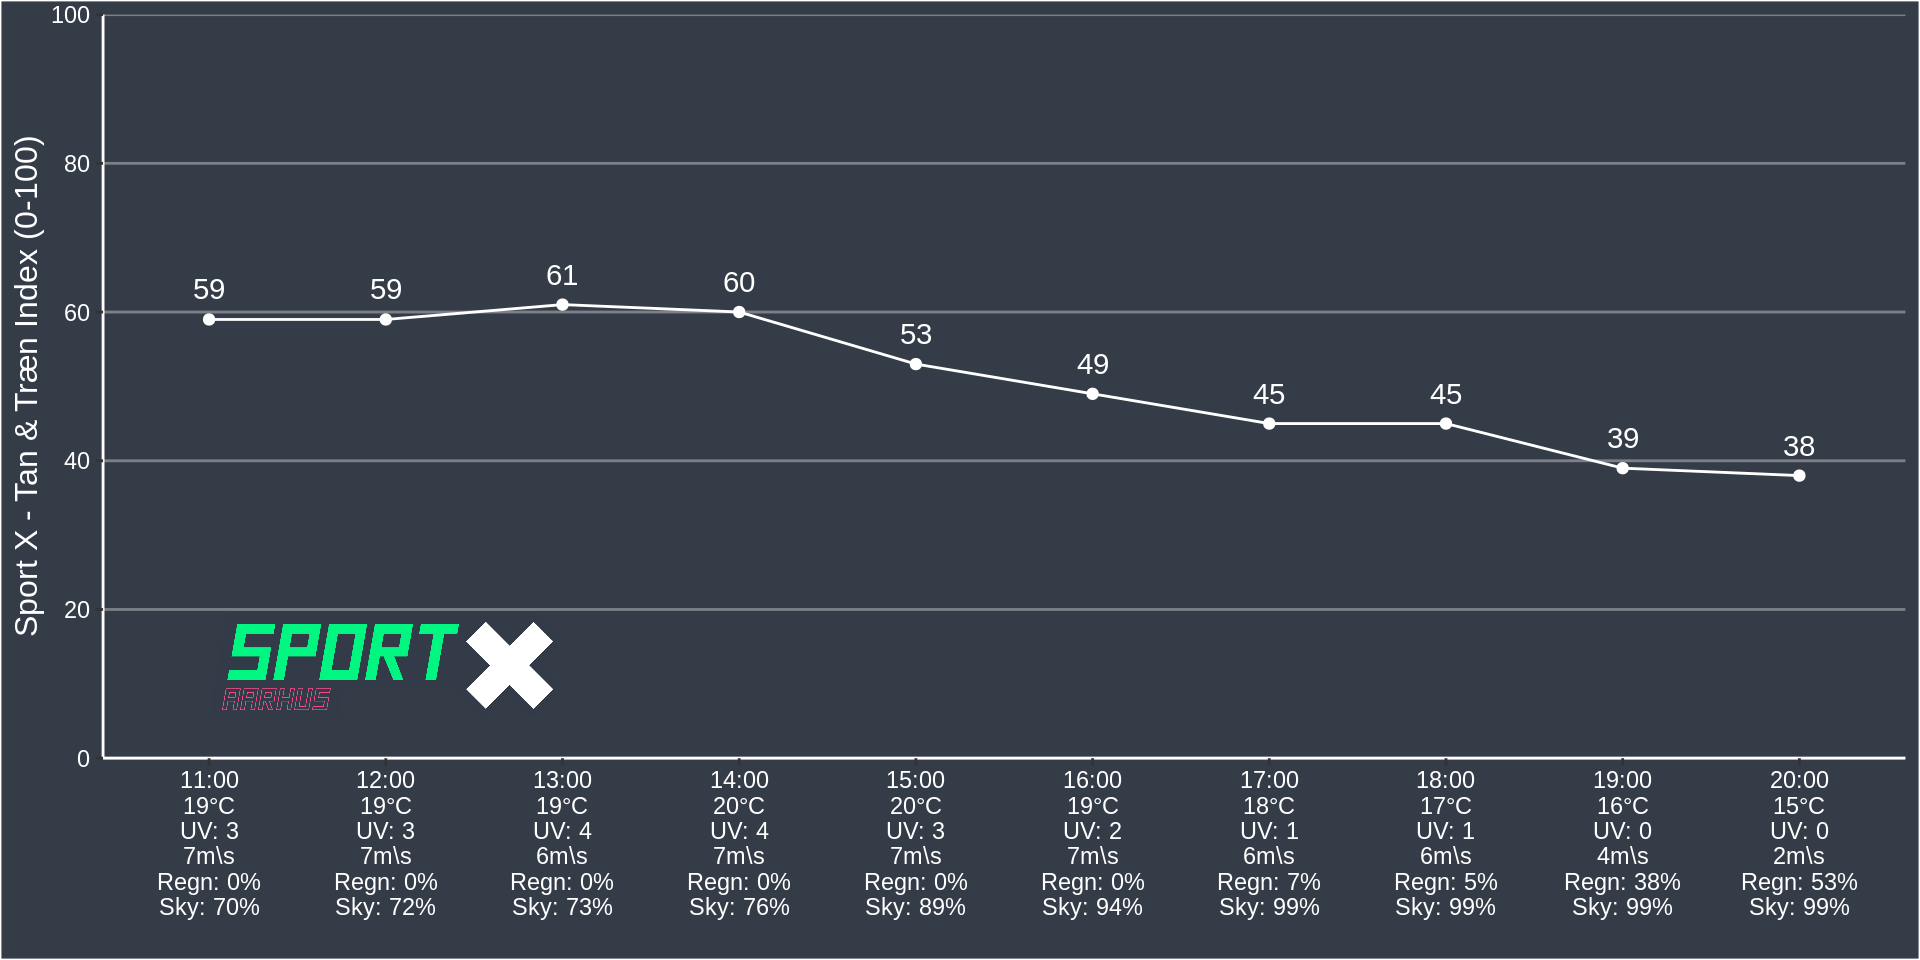 100
80
60
40
20
0
Sport X - Tan & Træn Index (0-100)
59
59
61
60
53
49
45
45
39
38
SPORT X
AARHUS
11:00 12:00 13:00 14:00 15:00 16:00 17:00 18:00 19:00 20:00
19°C 19°C 19°C 20°C 20°C 19°C 18°C 17°C 16°C 15°C
UV: 3 UV: 3 UV: 4 UV: 4 UV: 3 UV: 2 UV: 1 UV: 1 UV: 0 UV: 0
7m\s 7m\s 6m\s 7m\s 7m\s 7m\s 6m\s 6m\s 4m\s 2m\s
Regn: 0% Regn: 0% Regn: 0% Regn: 0% Regn: 0% Regn: 0% Regn: 7% Regn: 5% Regn: 38% Regn: 53%
Sky: 70% Sky: 72% Sky: 73% Sky: 76% Sky: 89% Sky: 94% Sky: 99% Sky: 99% Sky: 99% Sky: 99%